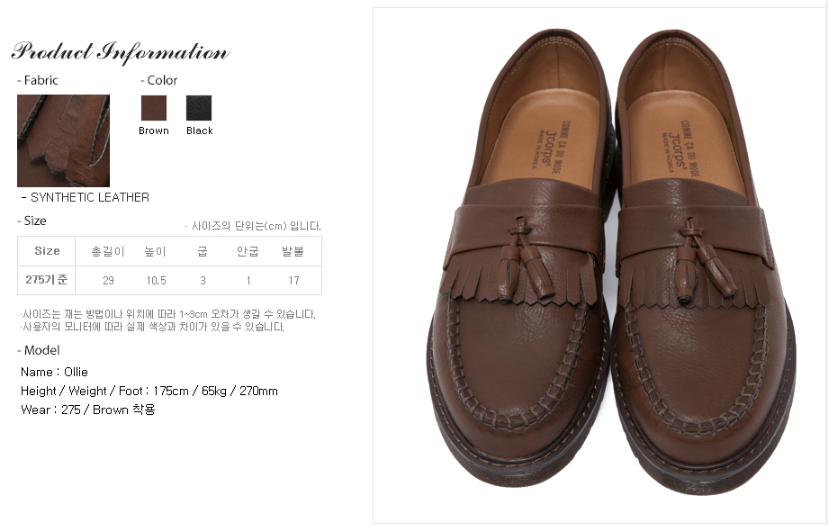 Product Information
- Fabric
- Color
Brown
Black
- SYNTHETIC LEATHER
- Size
· 사이즈의 단위는(cm) 입니다.
Size 총길이 높이 굽 안굽 발볼
275기준 29 10.5 3 1 17
·사이즈는 재는 방법이나 위치에 따라 1~3cm 오차가 생길 수 있습니다.
·사용자의 모니터에 따라 실제 색상과 차이가 있을 수 있습니다.
- Model
Name : Ollie
Height / Weight / Foot : 175cm / 65kg / 270mm
Wear : 275 / Brown 착용
COMME CA DU MODE
Jcorps
MADE IN KOREA
COMME CA DU MODE
Jcorps
MADE IN KOREA